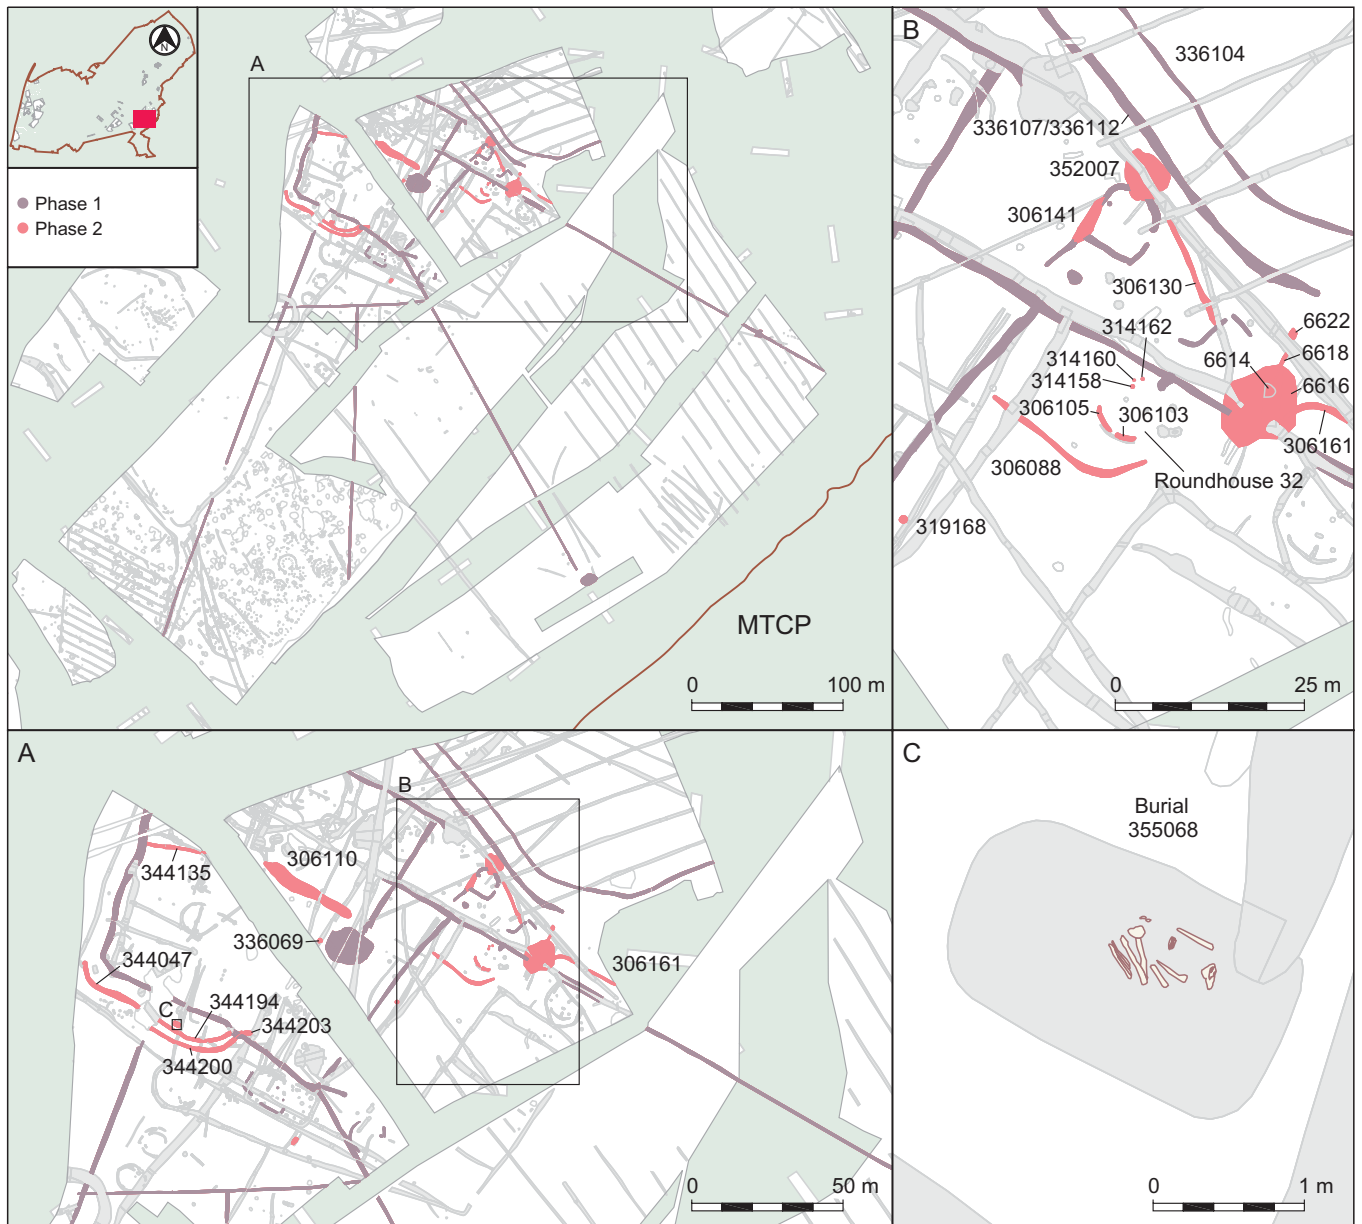 N
Phase 1
Phase 2
A
MTCP
0 100 m
B
336104
336107/336112
352007
306141
306130
314162
6622
6618
6614
314160
6616
314158
306105
306103
306161
306088
Roundhouse 32
319168
0 25 m
A
B
344135
306110
336069
344047
344194
C
344203
344200
306161
0 50 m
C
Burial
355068
0 1 m